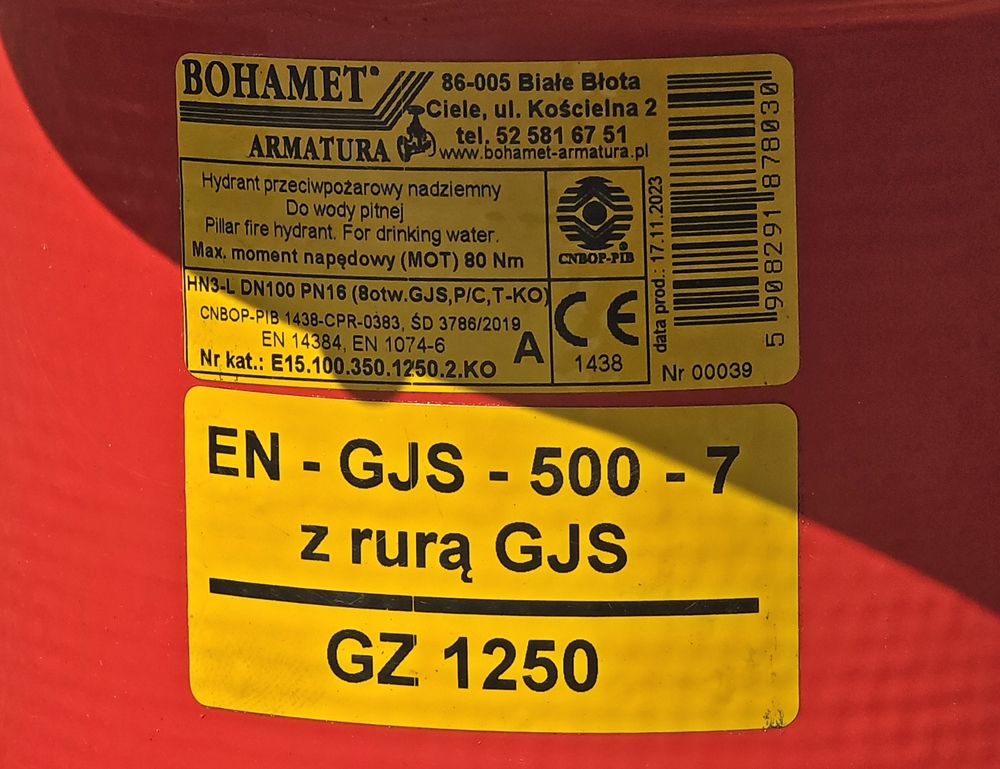 BOHAMET®
ARMATURA
86-005 Białe Błota
Ciele, ul. Kościelna 2
tel. 52 581 67 51
www.bohamet-armatura.pl
Hydrant przeciwpożarowy nadziemny
Do wody pitnej
Pillar fire hydrant. For drinking water.
Max. moment napędowy (MOT) 80 Nm
CNBOP-PIB
HN3-L DN100 PN16 (8otw.GJS,P/C,T-KO)
CNBOP-PIB 1438-CPR-0383, ŚD 3786/2019
EN 14384, EN 1074-6
Nr kat.: E15.100.350.1250.2.KO
A
CE
1438
data prod.: 17.11.2023
5 908291 878030
Nr 00039
EN - GJS - 500 - 7
z rurą GJS
GZ 1250